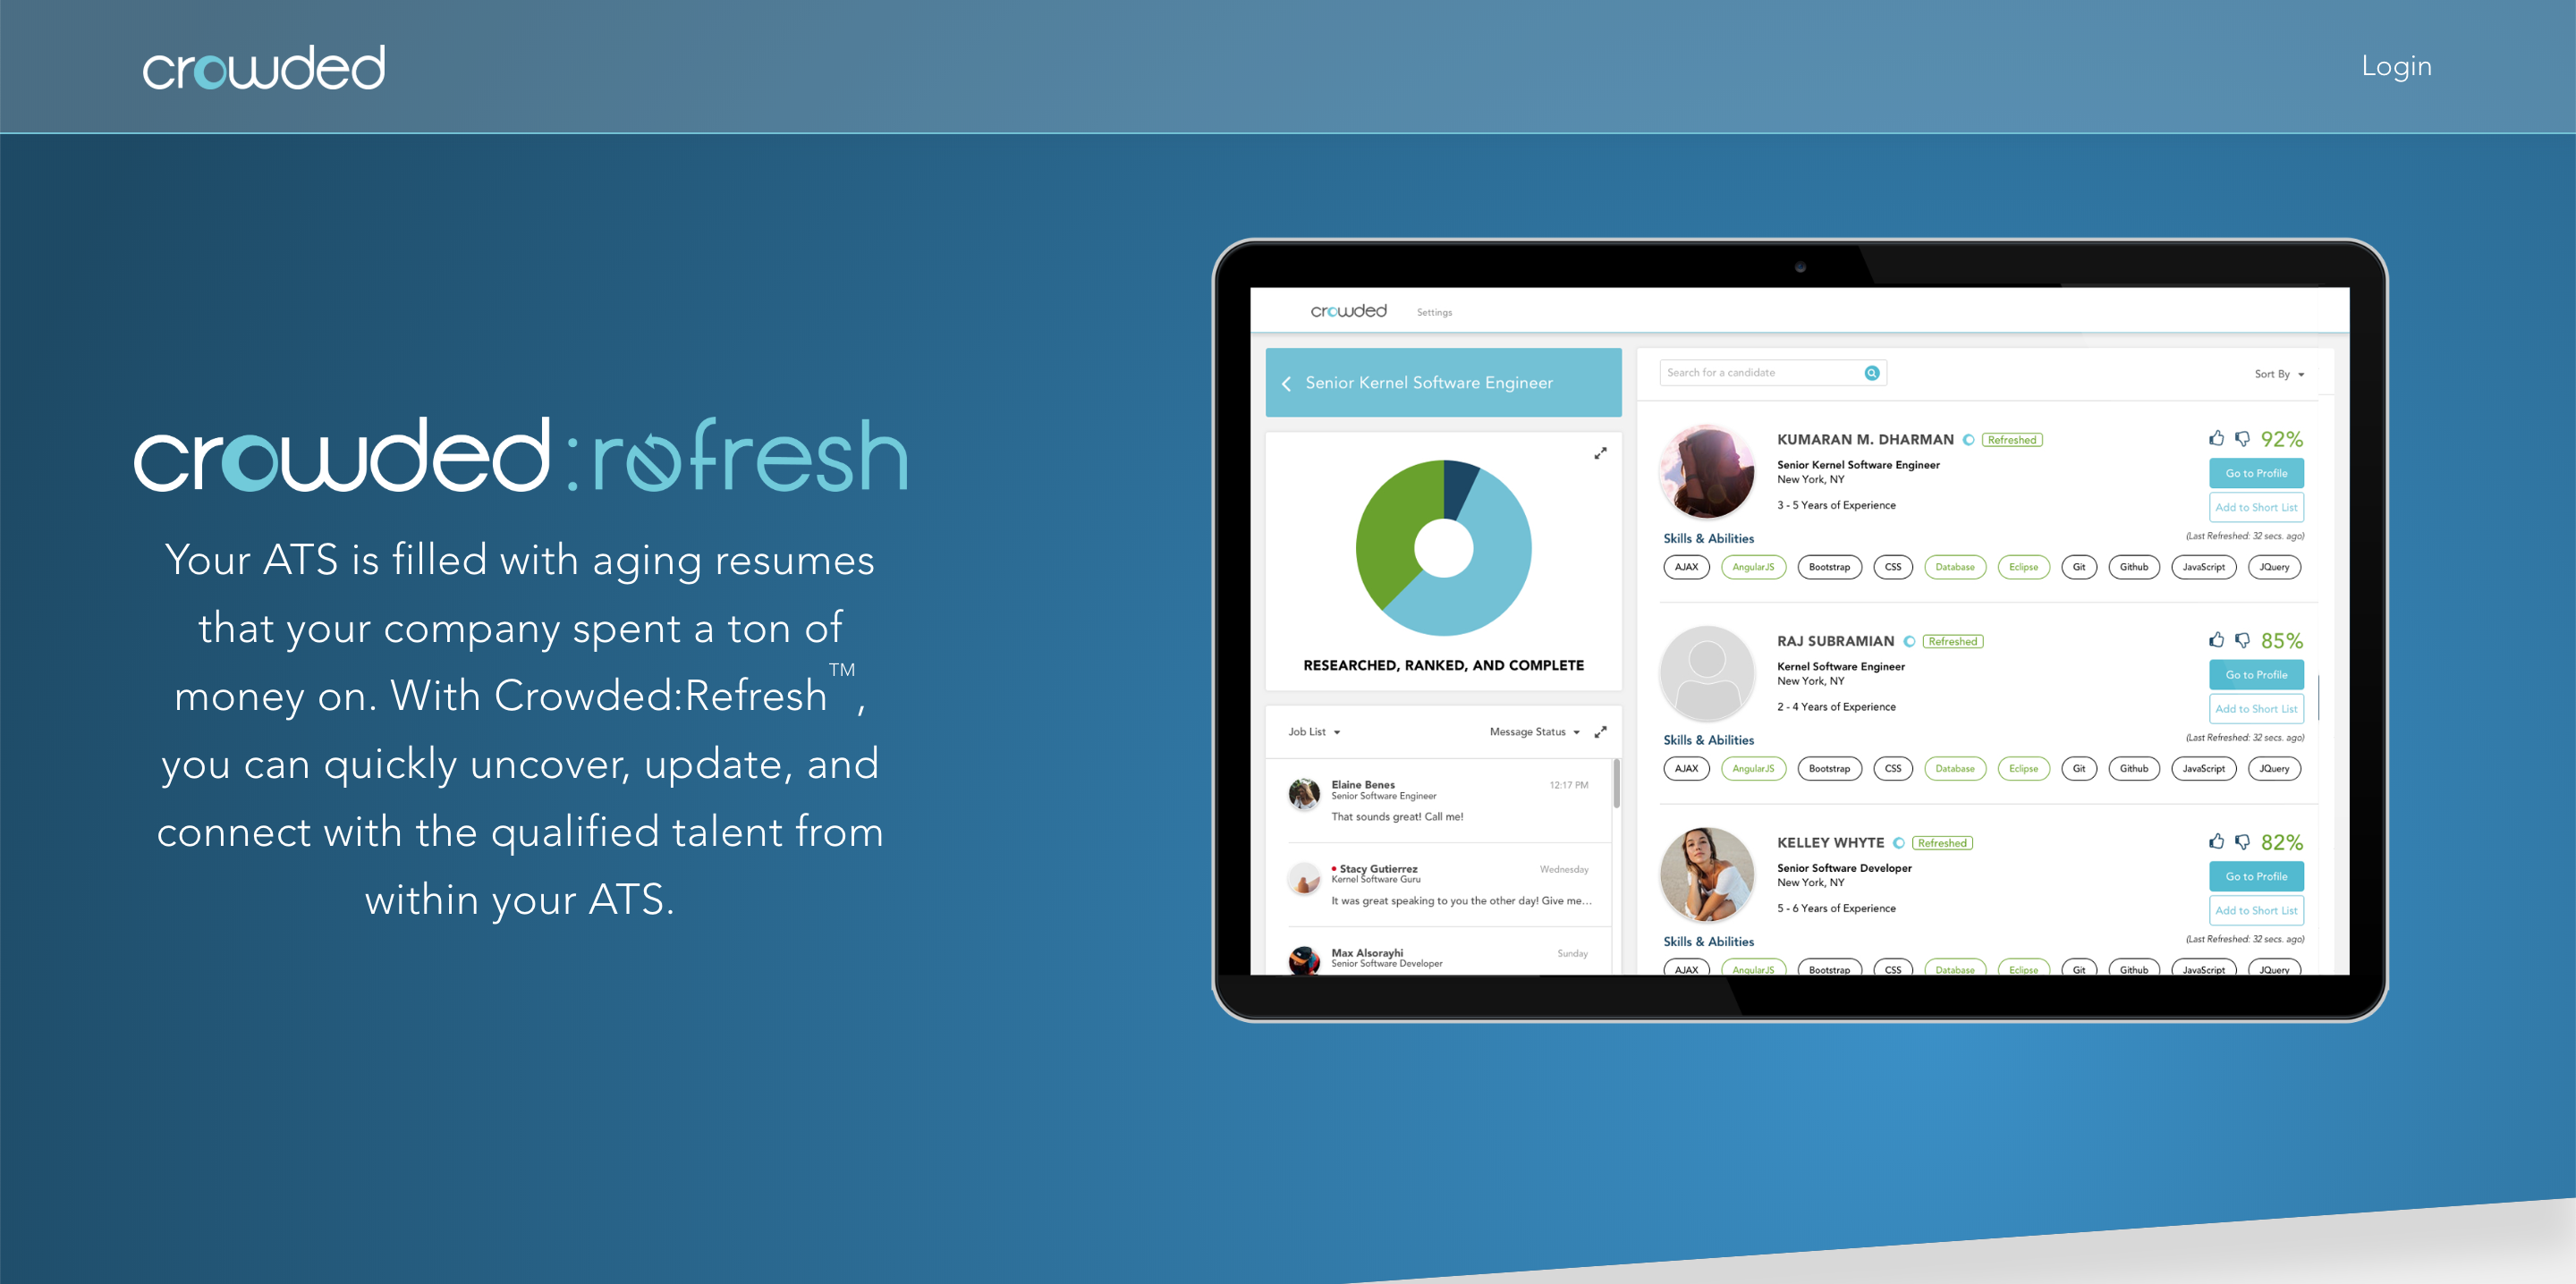 crowded
Login
crowded:refresh
Your ATS is filled with aging resumes
that your company spent a ton of
money on. With Crowded:Refresh™,
you can quickly uncover, update, and
connect with the qualified talent from
within your ATS.
crowded Settings
Senior Kernel Software Engineer
RESEARCHED, RANKED, AND COMPLETE
Job List Message Status
Elaine Benes 12:17 PM
Senior Software Engineer
That sounds great! Call me!
Stacy Gutierrez Wednesday
Kernel Software Guru
It was great speaking to you the other day! Give me...
Max Alsorayhi Sunday
Senior Software Developer
Search for a candidate Sort By
KUMARAN M. DHARMAN Refreshed 92%
Senior Kernel Software Engineer
New York, NY
Go to Profile
3 - 5 Years of Experience
Add to Short List
(Last Refreshed: 32 secs. ago)
Skills & Abilities
AJAX AngularJS Bootstrap CSS Database Eclipse Git Github JavaScript JQuery
RAJ SUBRAMIAN Refreshed 85%
Kernel Software Engineer
New York, NY
Go to Profile
2 - 4 Years of Experience
Add to Short List
(Last Refreshed: 32 secs. ago)
Skills & Abilities
AJAX AngularJS Bootstrap CSS Database Eclipse Git Github JavaScript JQuery
KELLEY WHYTE Refreshed 82%
Senior Software Developer
New York, NY
Go to Profile
5 - 6 Years of Experience
Add to Short List
(Last Refreshed: 32 secs. ago)
Skills & Abilities
AJAX AngularJS Bootstrap CSS Database Eclipse Git Github JavaScript JQuery